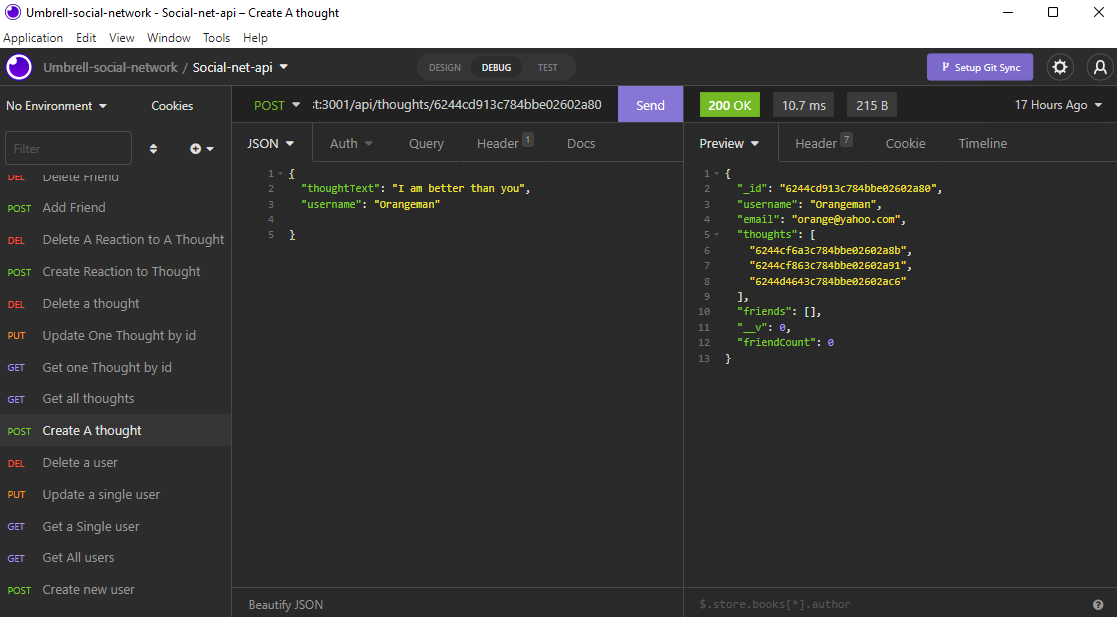 Umbrell-social-network - Social-net-api – Create A thought
Application Edit View Window Tools Help
Umbrell-social-network / Social-net-api
DESIGN DEBUG TEST
Setup Git Sync
No Environment Cookies
Filter
DEL Delete Friend
POST Add Friend
DEL Delete A Reaction to A Thought
POST Create Reaction to Thought
DEL Delete a thought
PUT Update One Thought by id
GET Get one Thought by id
GET Get all thoughts
POST Create A thought
DEL Delete a user
PUT Update a single user
GET Get a Single user
GET Get All users
POST Create new user
POST :t:3001/api/thoughts/6244cd913c784bbe02602a80 Send
JSON Auth Query Header 1 Docs
1 {
2 "thoughtText": "I am better than you",
3 "username": "Orangeman"
4
5 }
Beautify JSON
200 OK 10.7 ms 215 B 17 Hours Ago
Preview Header 7 Cookie Timeline
1 {
2 "_id": "6244cd913c784bbe02602a80",
3 "username": "Orangeman",
4 "email": "orange@yahoo.com",
5 "thoughts": [
6 "6244cf6a3c784bbe02602a8b",
7 "6244cf863c784bbe02602a91",
8 "6244d4643c784bbe02602ac6"
9 ],
10 "friends": [],
11 "__v": 0,
12 "friendCount": 0
13 }
$.store.books[*].author